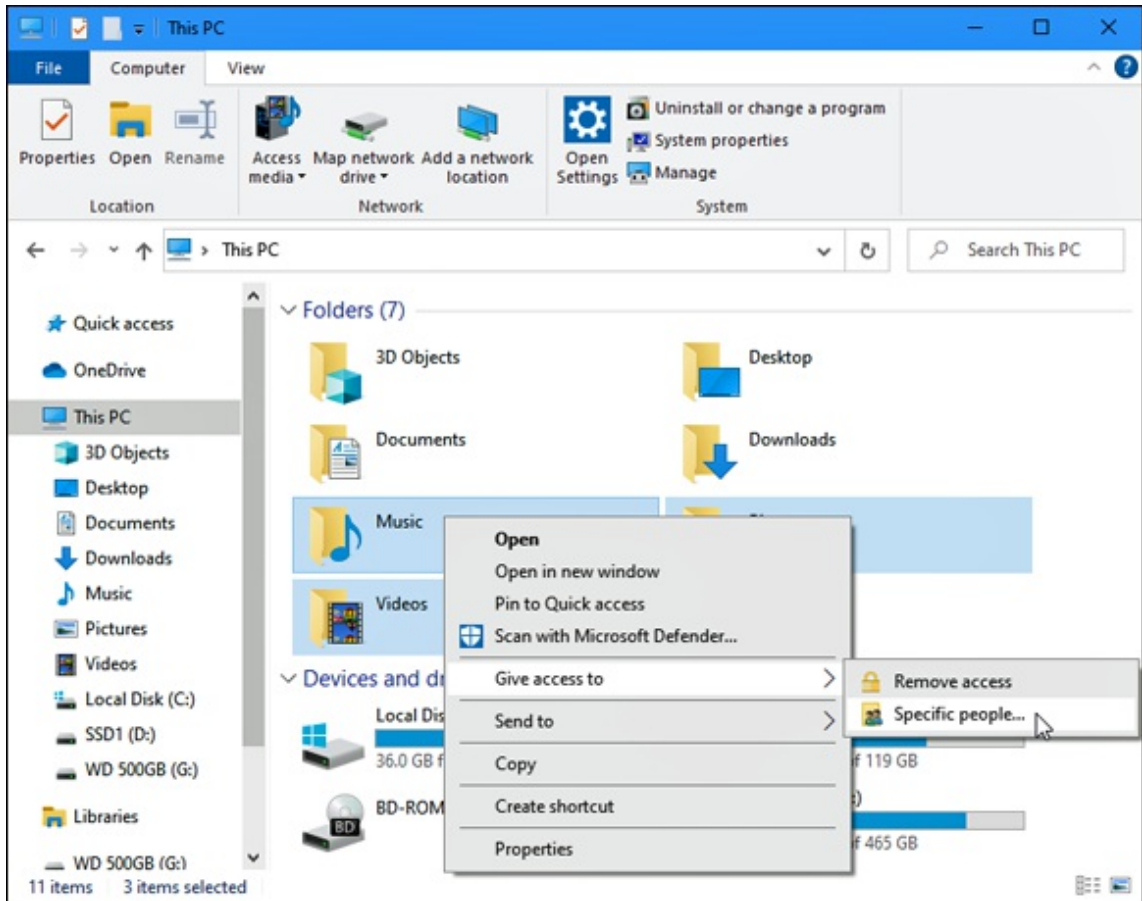 This PC
File Computer View
Properties Open Rename Access media Map network drive Add a network location Open Settings Uninstall or change a program
System properties
Manage
Location Network System
This PC Search This PC
Quick access
OneDrive
This PC
3D Objects
Desktop
Documents
Downloads
Music
Pictures
Videos
Local Disk (C:)
SSD1 (D:)
WD 500GB (G:)
Libraries
WD 500GB (G:)
Folders (7)
3D Objects Desktop
Documents Downloads
Music
Videos
Open
Open in new window
Pin to Quick access
Scan with Microsoft Defender...
Give access to
Send to
Copy
Create shortcut
Properties
Remove access
Specific people...
Devices and
Local
36.0 GB
119 GB
BD-ROM
BD
465 GB
11 items 3 items selected